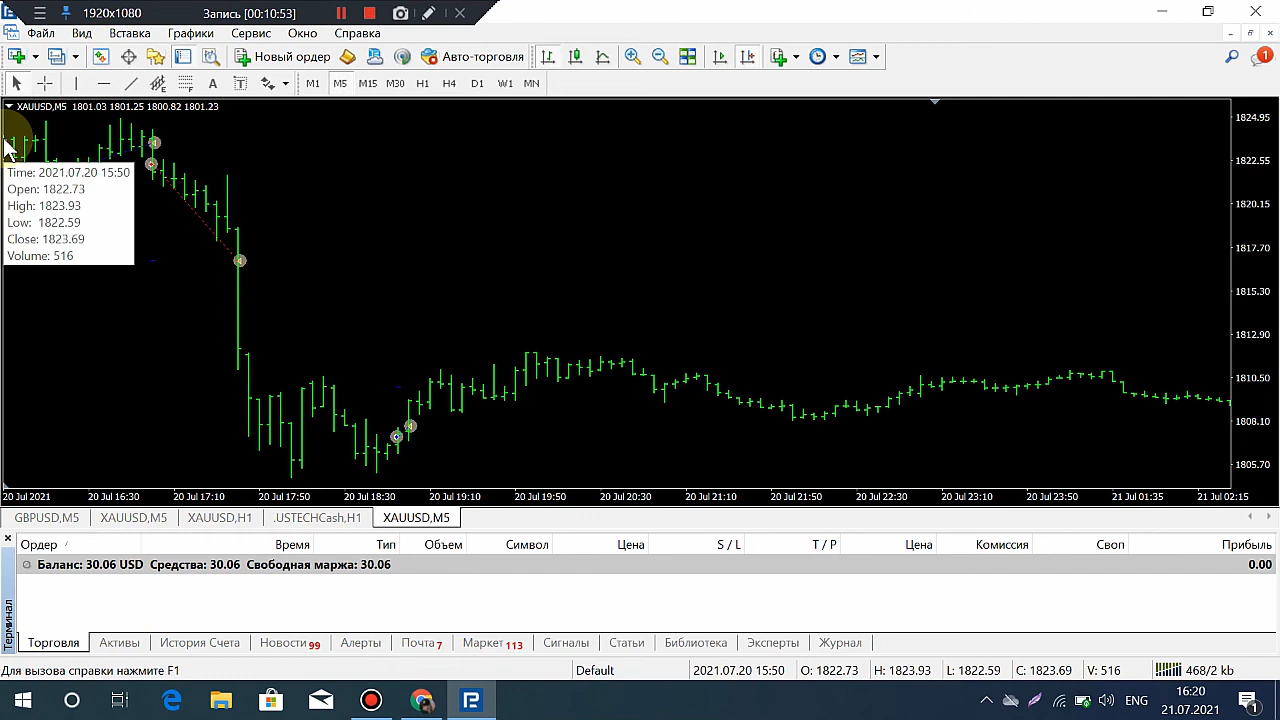 1920x1080 Запись [00:10:53]
Файл Вид Вставка Графики Сервис Окно Справка
Новый ордер Авто-торговля 1
A T M1 M5 M15 M30 H1 H4 D1 W1 MN
XAUUSD,M5 1801.03 1801.25 1800.82 1801.23
Time: 2021.07.20 15:50
Open: 1822.73
High: 1823.93
Low: 1822.59
Close: 1823.69
Volume: 516
1824.95
1822.55
1820.15
1817.70
1815.30
1812.90
1810.50
1808.10
1805.70
20 Jul 2021 20 Jul 16:30 20 Jul 17:10 20 Jul 17:50 20 Jul 18:30 20 Jul 19:10 20 Jul 19:50 20 Jul 20:30 20 Jul 21:10 20 Jul 21:50 20 Jul 22:30 20 Jul 23:10 20 Jul 23:50 21 Jul 01:35 21 Jul 02:15
GBPUSD,M5 XAUUSD,M5 XAUUSD,H1 .USTECHCash,H1 XAUUSD,M5
Ордер / Время Тип Объем Символ Цена S / L T / P Цена Комиссия Своп Прибыль
Баланс: 30.06 USD Средства: 30.06 Свободная маржа: 30.06 0.00
Терминал
Торговля Активы История Счета Новости 99 Алерты Почта 7 Маркет 113 Сигналы Статьи Библиотека Эксперты Журнал
Для вызова справки нажмите F1 Default 2021.07.20 15:50 O: 1822.73 H: 1823.93 L: 1822.59 C: 1823.69 V: 516 468/2 kb
ENG 16:20
21.07.2021 1